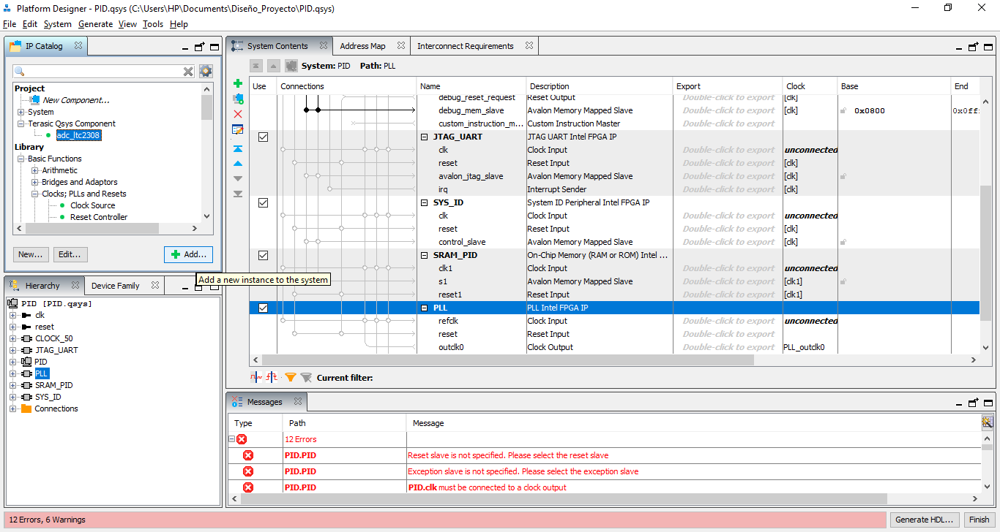 Platform Designer - PID.qsys (C:\Users\HP\Documents\Diseño_Proyecto\PID.qsys)
File Edit System Generate View Tools Help
IP Catalog
Project
New Component...
System
Terasic Qsys Component
adc_ltc2308
Library
Basic Functions
Arithmetic
Bridges and Adaptors
Clocks; PLLs and Resets
Clock Source
Reset Controller
New... Edit... Add...
Add a new instance to the system
Hierarchy Device Family
PID [PID.qsys]
clk
reset
CLOCK_50
JTAG_UART
PID
PLL
SRAM_PID
SYS_ID
Connections
System Contents Address Map Interconnect Requirements
System: PID Path: PLL
Use Connections Name Description Export Clock Base End
debug_reset_request Reset Output Double-click to export [clk]
debug_mem_slave Avalon Memory Mapped Slave Double-click to export [clk] 0x0800 0x0ff
custom_instruction_m... Custom Instruction Master Double-click to export
JTAG_UART JTAG UART Intel FPGA IP
clk Clock Input Double-click to export unconnected
reset Reset Input Double-click to export [clk]
avalon_jtag_slave Avalon Memory Mapped Slave Double-click to export [clk]
irq Interrupt Sender Double-click to export [clk]
SYS_ID System ID Peripheral Intel FPGA IP
clk Clock Input Double-click to export unconnected
reset Reset Input Double-click to export [clk]
control_slave Avalon Memory Mapped Slave Double-click to export [clk]
SRAM_PID On-Chip Memory (RAM or ROM) Intel ...
clk1 Clock Input Double-click to export unconnected
s1 Avalon Memory Mapped Slave Double-click to export [clk1]
reset1 Reset Input Double-click to export [clk1]
PLL PLL Intel FPGA IP
refclk Clock Input Double-click to export unconnected
reset Reset Input Double-click to export
outclk0 Clock Output Double-click to export PLL_outclk0
Current filter:
Messages
Type Path Message
12 Errors
PID.PID Reset slave is not specified. Please select the reset slave
PID.PID Exception slave is not specified. Please select the exception slave
PID.PID PID.clk must be connected to a clock output
12 Errors, 6 Warnings
Generate HDL... Finish